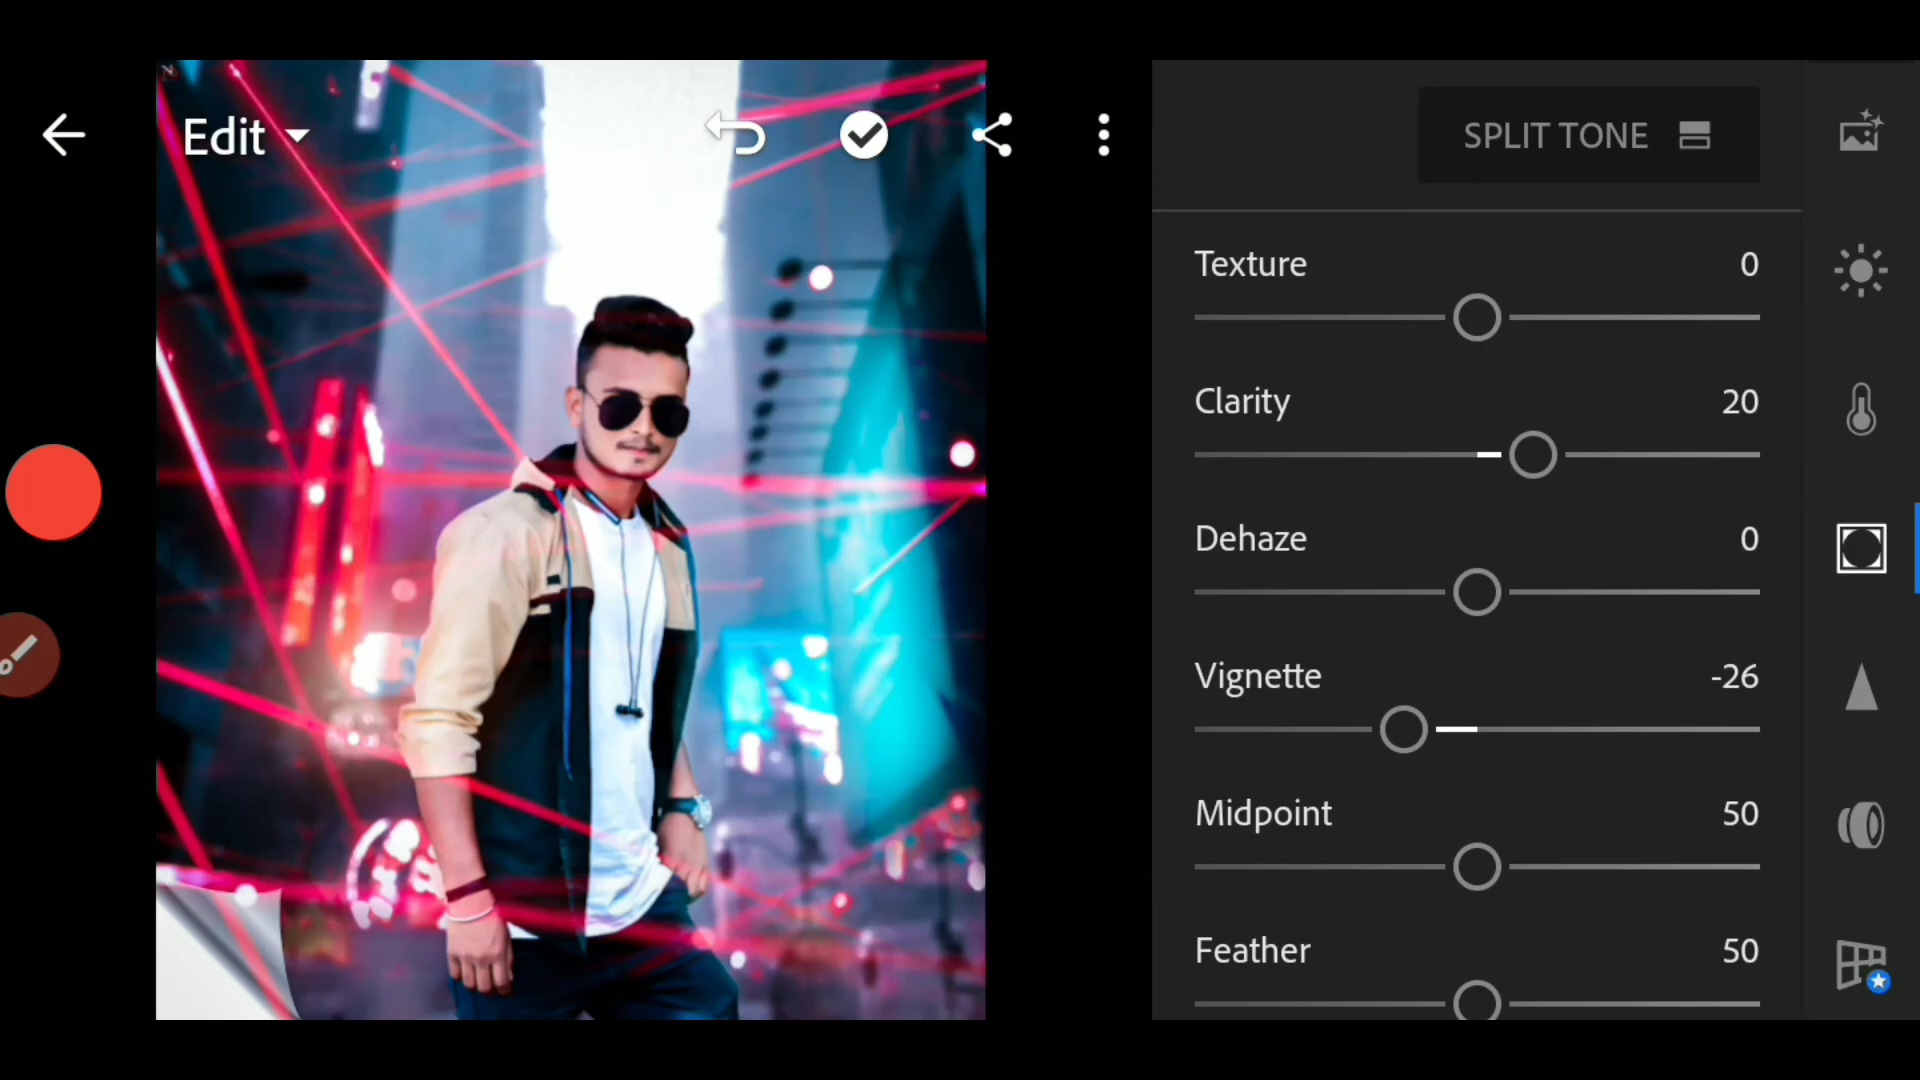 Edit
SPLIT TONE
Texture 0
Clarity 20
Dehaze 0
Vignette -26
Midpoint 50
Feather 50